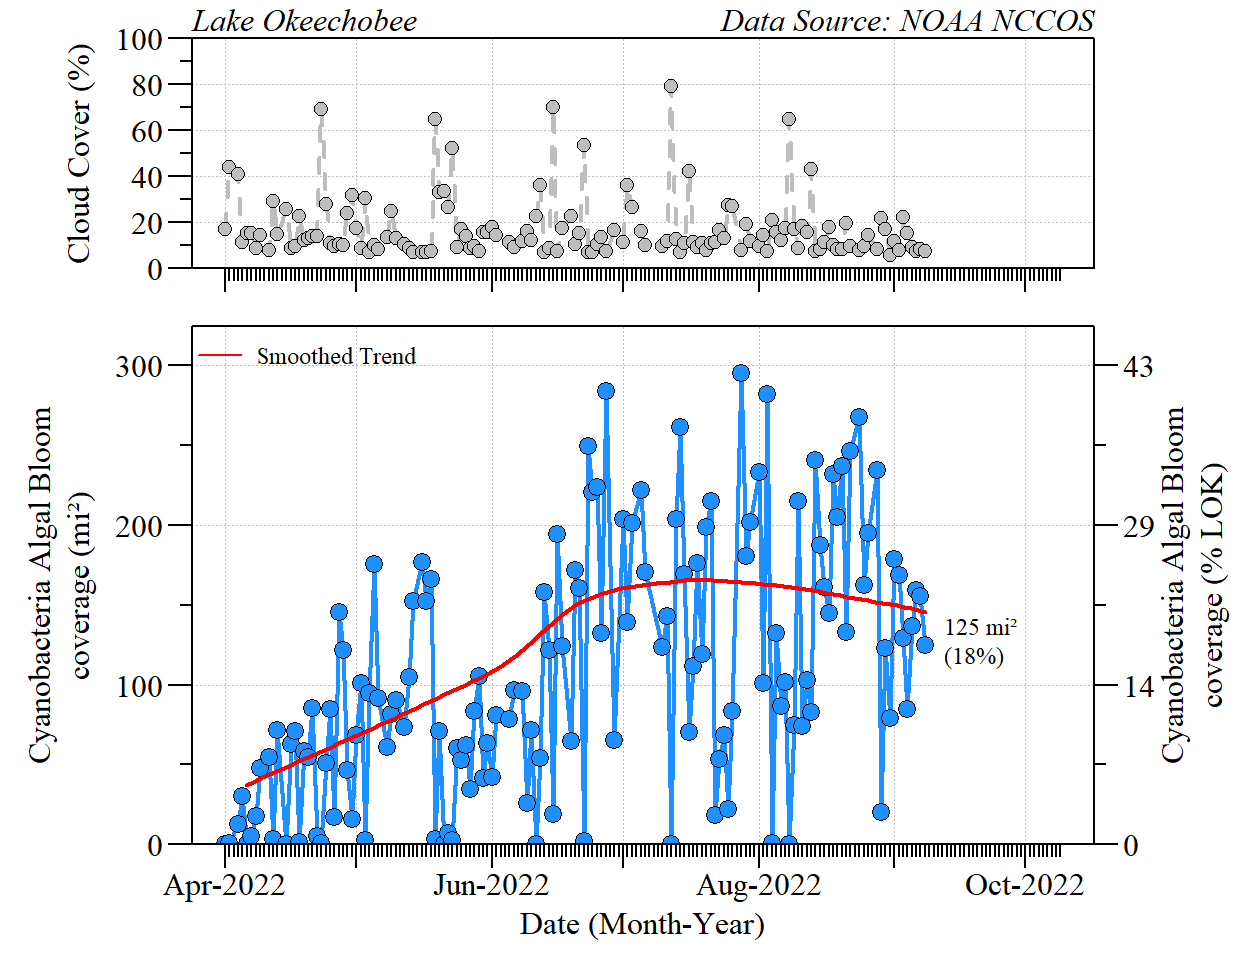 Lake Okeechobee
Data Source: NOAA NCCOS
Cloud Cover (%)
100
80
60
40
20
0
Smoothed Trend
Cyanobacteria Algal Bloom
coverage (mi²)
300
200
100
0
43
29
14
0
Cyanobacteria Algal Bloom
coverage (% LOK)
125 mi²
(18%)
Apr-2022
Jun-2022
Aug-2022
Oct-2022
Date (Month-Year)